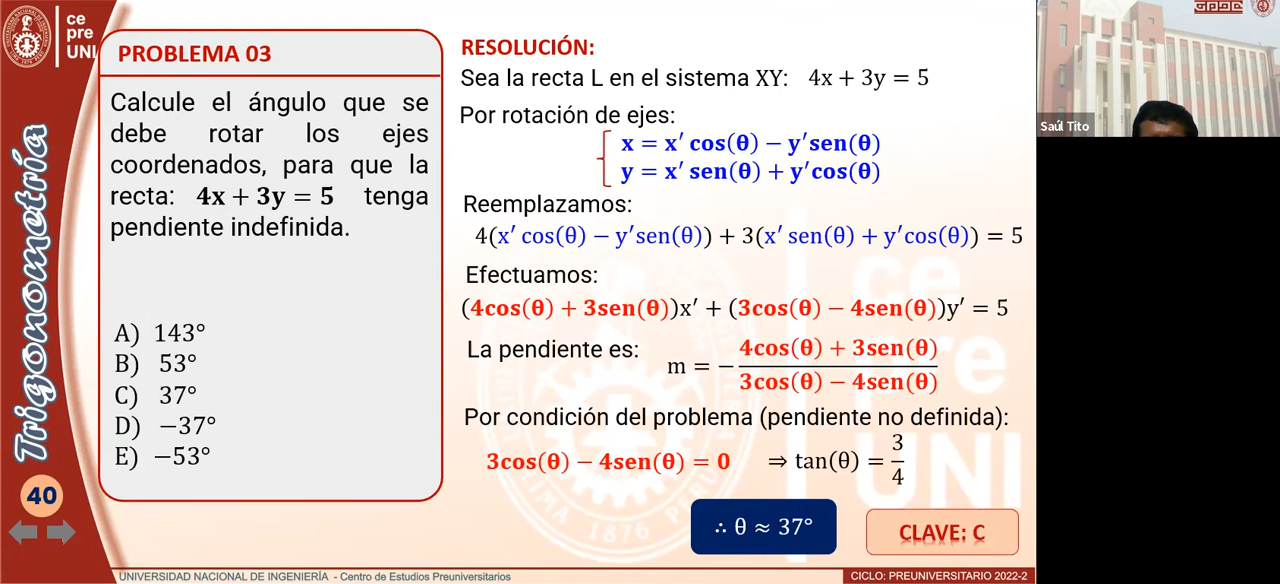 ce
pre
UNI
Trigonometría
40
PROBLEMA 03
Calcule el ángulo que se
debe rotar los ejes
coordenados, para que la
recta: 4x + 3y = 5 tenga
pendiente indefinida.
A) 143°
B) 53°
C) 37°
D) −37°
E) −53°
RESOLUCIÓN:
Sea la recta L en el sistema XY: 4x + 3y = 5
Por rotación de ejes:
x = x′ cos(θ) − y′sen(θ)
y = x′ sen(θ) + y′cos(θ)
Reemplazamos:
4(x′ cos(θ) − y′sen(θ)) + 3(x′ sen(θ) + y′cos(θ)) = 5
Efectuamos:
(4cos(θ) + 3sen(θ))x′ + (3cos(θ) − 4sen(θ))y′ = 5
La pendiente es: m = − (4cos(θ) + 3sen(θ)) / (3cos(θ) − 4sen(θ))
Por condición del problema (pendiente no definida):
3cos(θ) − 4sen(θ) = 0 ⇒ tan(θ) = 3/4
∴ θ ≈ 37°
CLAVE: C
ce
pre
UNI
1876
UNIVERSIDAD NACIONAL DE INGENIERÍA - Centro de Estudios Preuniversitarios
CICLO: PREUNIVERSITARIO 2022-2
Saúl Tito